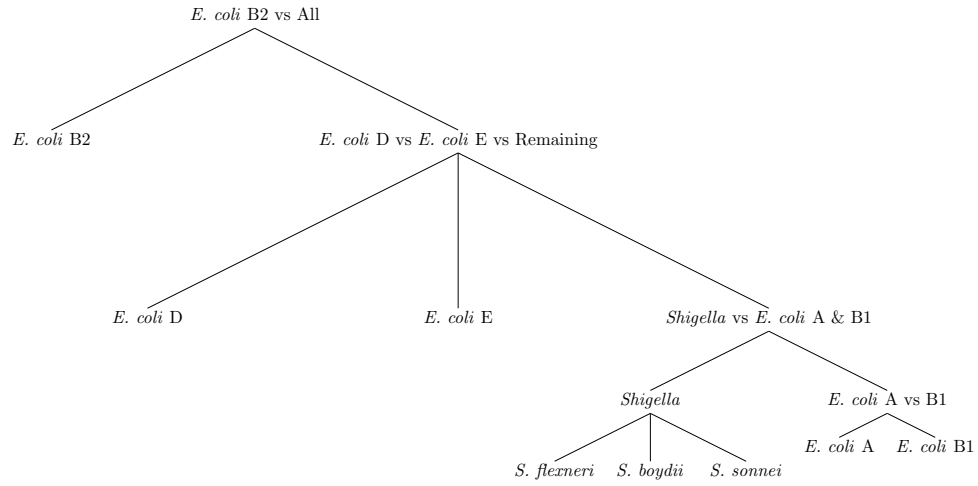 E. coli B2 vs All
E. coli B2
E. coli D vs E. coli E vs Remaining
E. coli D
E. coli E
Shigella vs E. coli A & B1
Shigella
E. coli A vs B1
E. coli A
E. coli B1
S. flexneri
S. boydii
S. sonnei